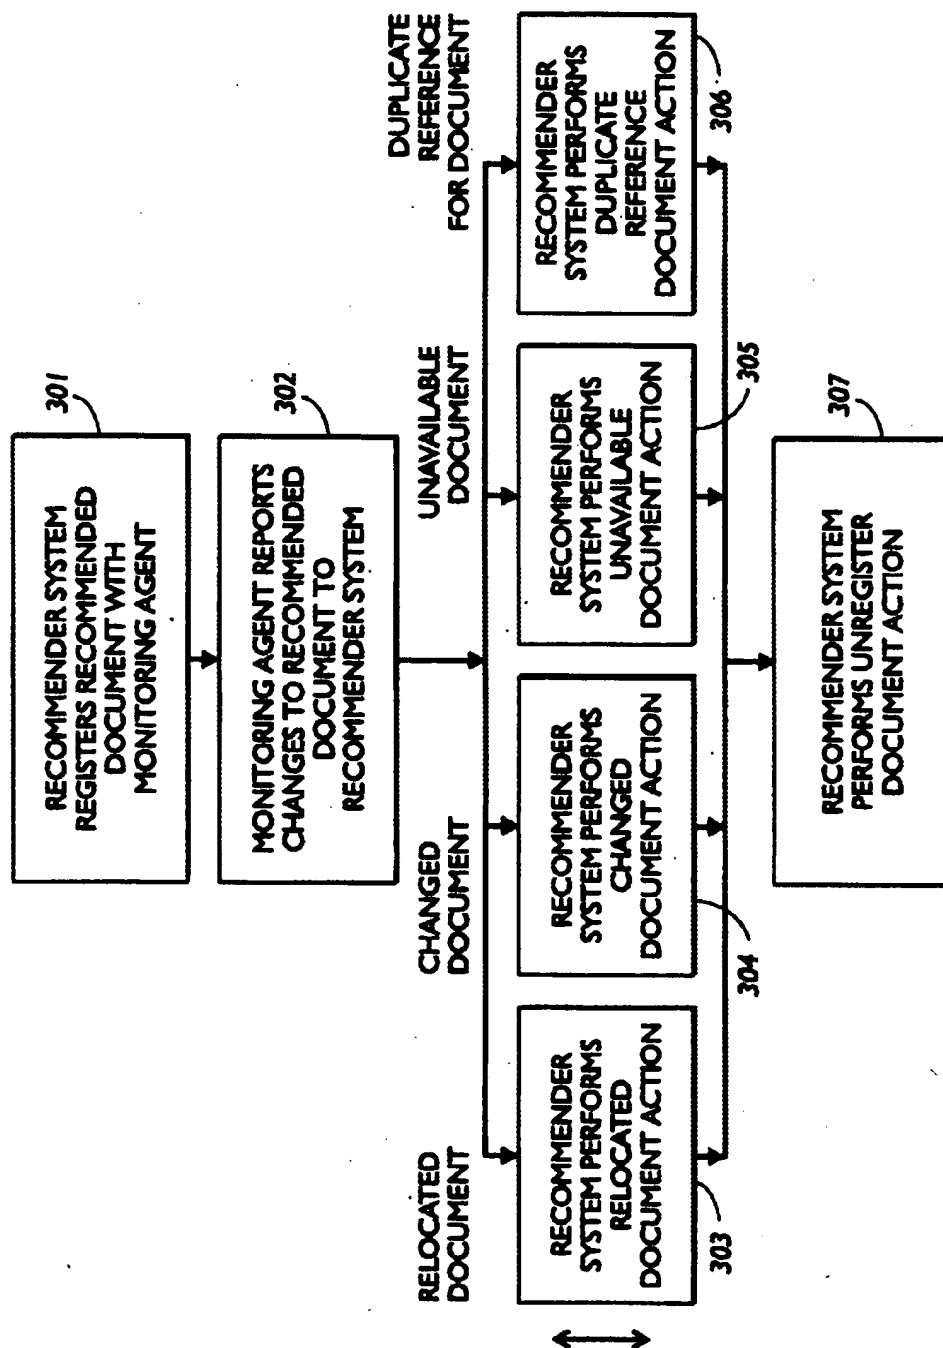 301
RECOMMENDER SYSTEM
REGISTERS RECOMMENDED
DOCUMENT WITH
MONITORING AGENT
302
MONITORING AGENT REPORTS
CHANGES TO RECOMMENDED
DOCUMENT TO
RECOMMENDER SYSTEM
RELOCATED
DOCUMENT
CHANGED
DOCUMENT
UNAVAILABLE
DOCUMENT
DUPLICATE
REFERENCE
FOR DOCUMENT
RECOMMENDER
SYSTEM PERFORMS
RELOCATED
DOCUMENT ACTION
303
RECOMMENDER
SYSTEM PERFORMS
CHANGED
DOCUMENT ACTION
304
RECOMMENDER
SYSTEM PERFORMS
UNAVAILABLE
DOCUMENT ACTION
305
RECOMMENDER
SYSTEM PERFORMS
DUPLICATE
REFERENCE
DOCUMENT ACTION
306
307
RECOMMENDER SYSTEM
PERFORMS UNREGISTER
DOCUMENT ACTION